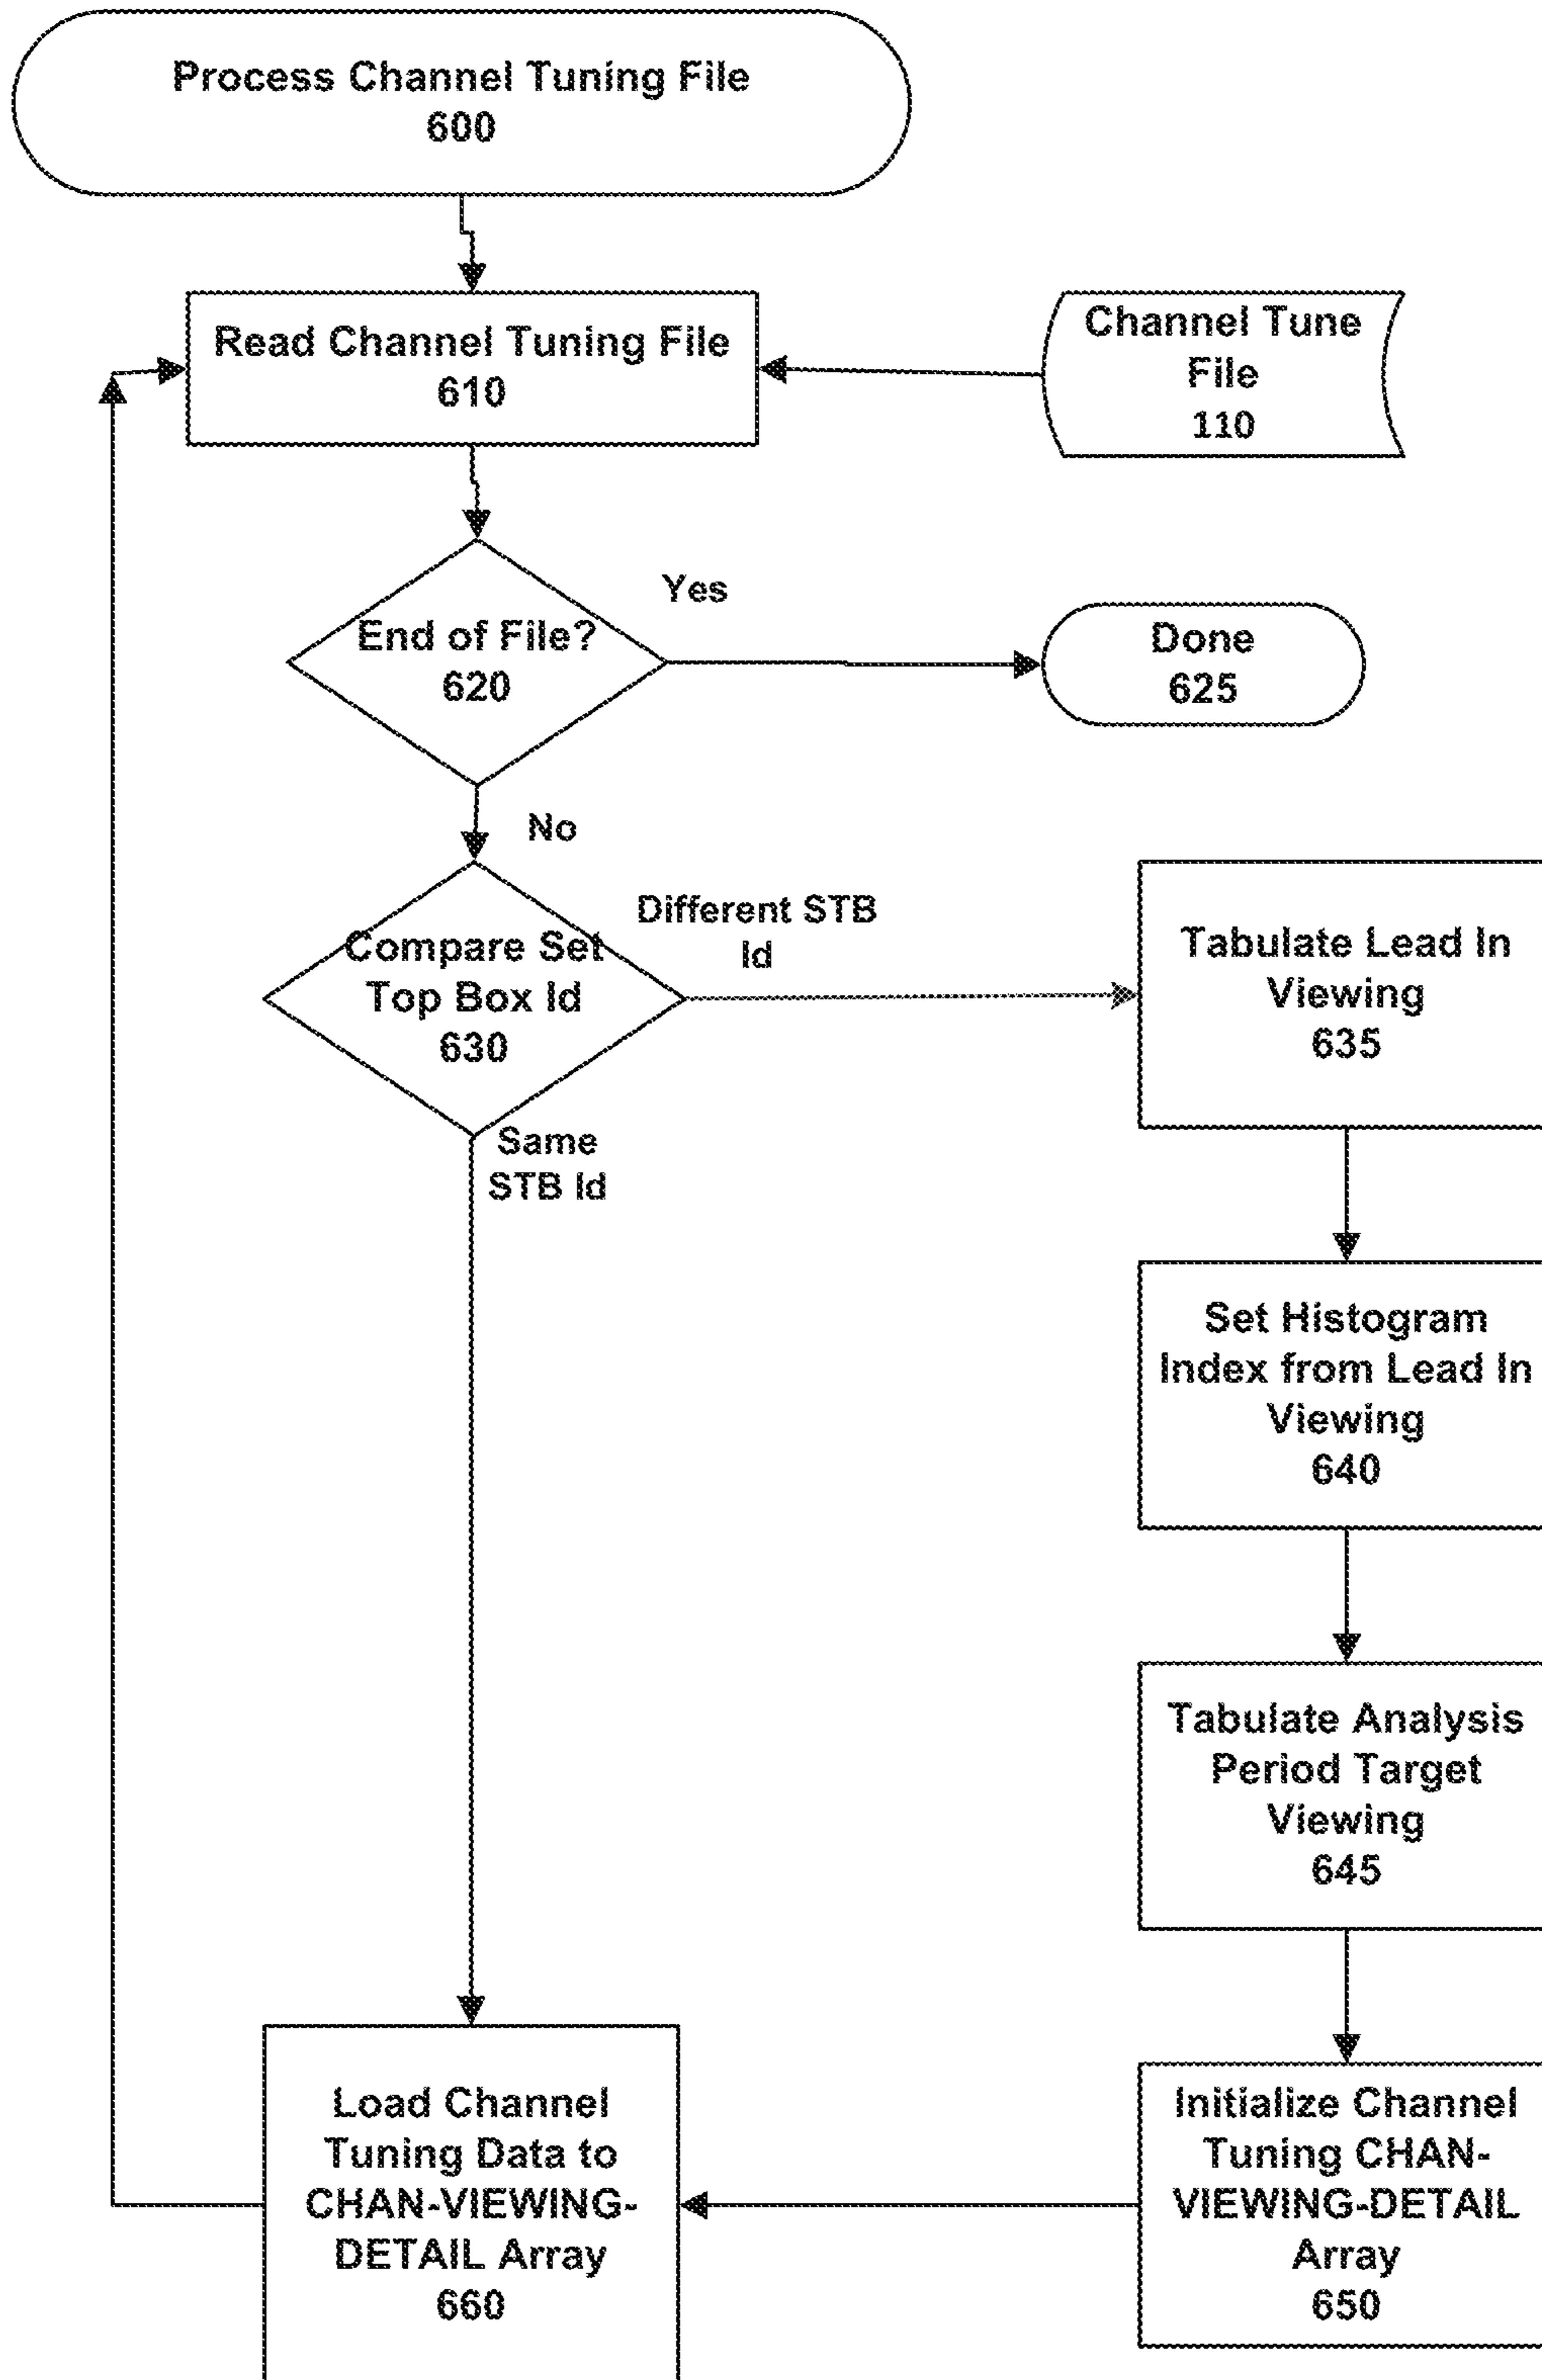 Process Channel Tuning File
600
Read Channel Tuning File
610
Channel Tune
File
110
End of File?
620
Yes
Done
625
No
Compare Set
Top Box Id
630
Different STB
Id
Tabulate Lead In
Viewing
635
Same
STB Id
Set Histogram
Index from Lead In
Viewing
640
Tabulate Analysis
Period Target
Viewing
645
Load Channel
Tuning Data to
CHAN-VIEWING-
DETAIL Array
660
Initialize Channel
Tuning CHAN-
VIEWING-DETAIL
Array
650